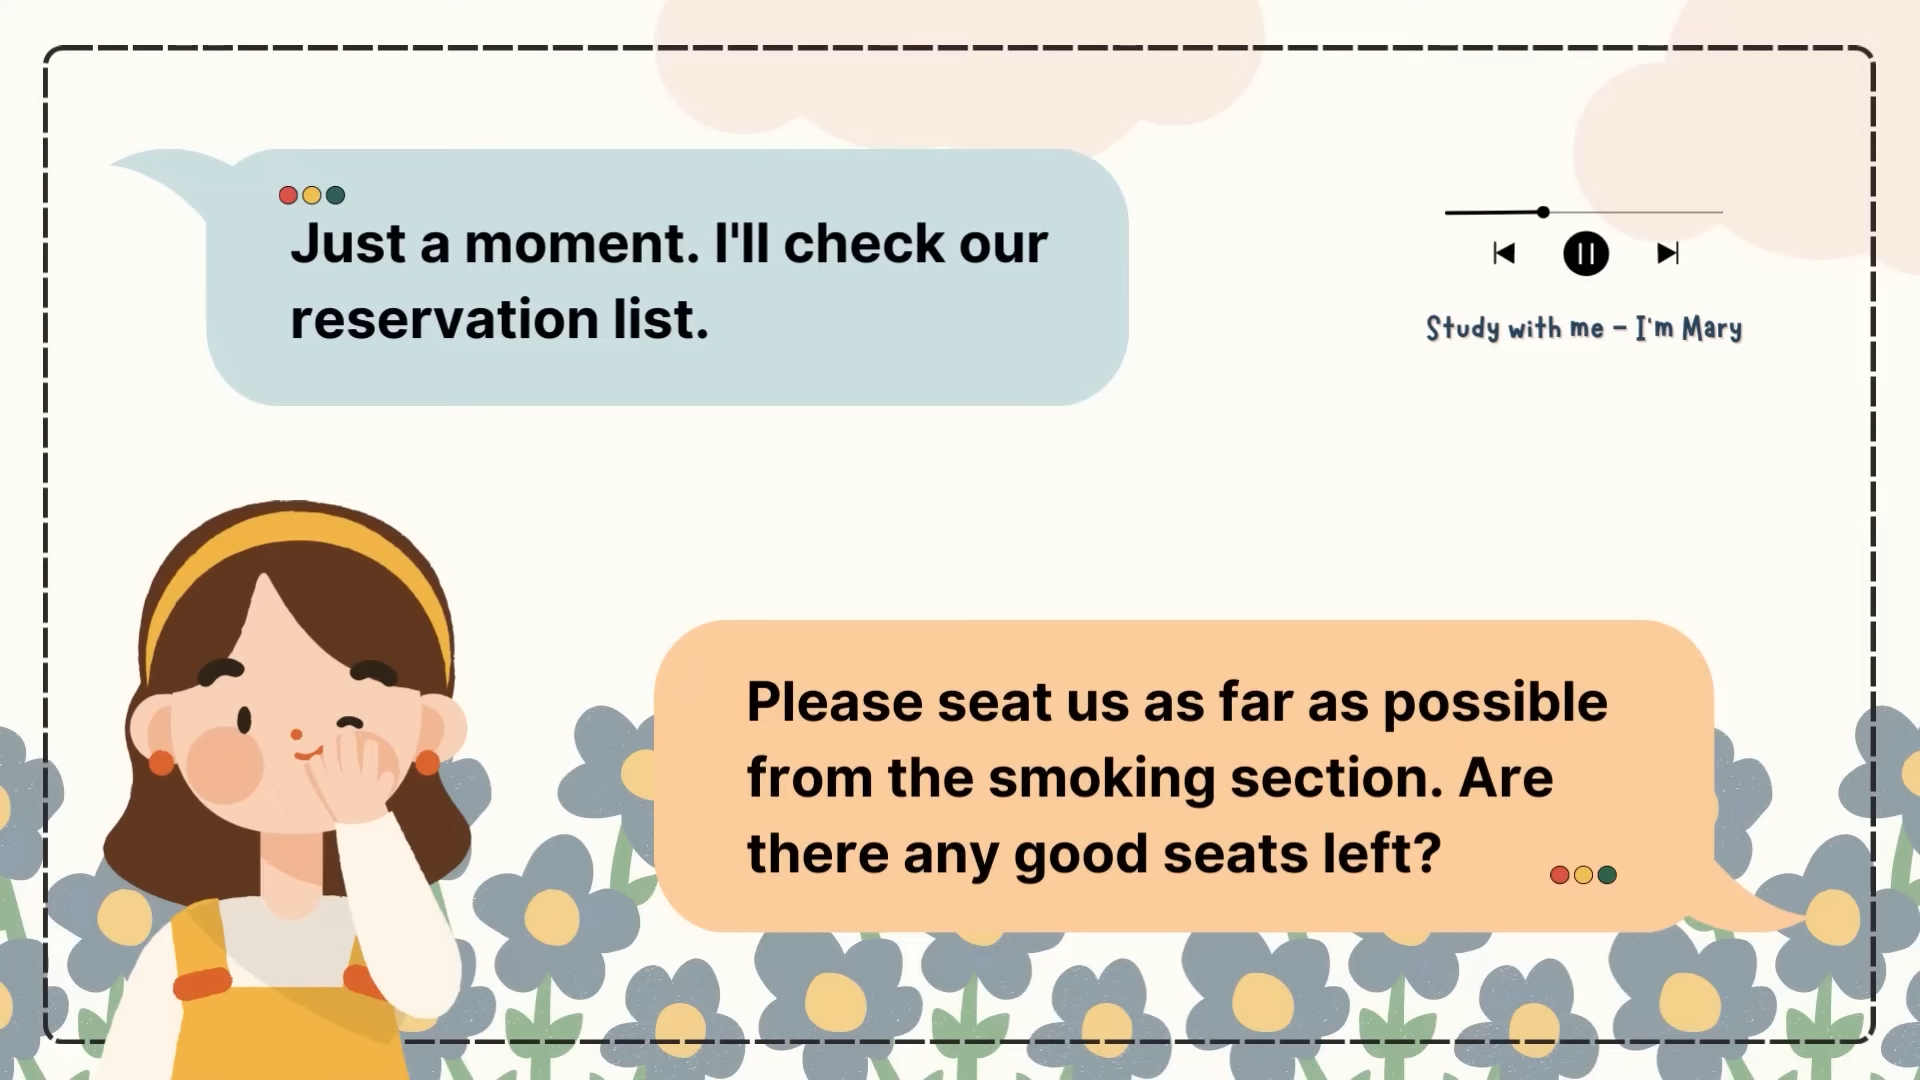 Just a moment. I'll check our
reservation list.
Study with me - I'm Mary
Please seat us as far as possible
from the smoking section. Are
there any good seats left?